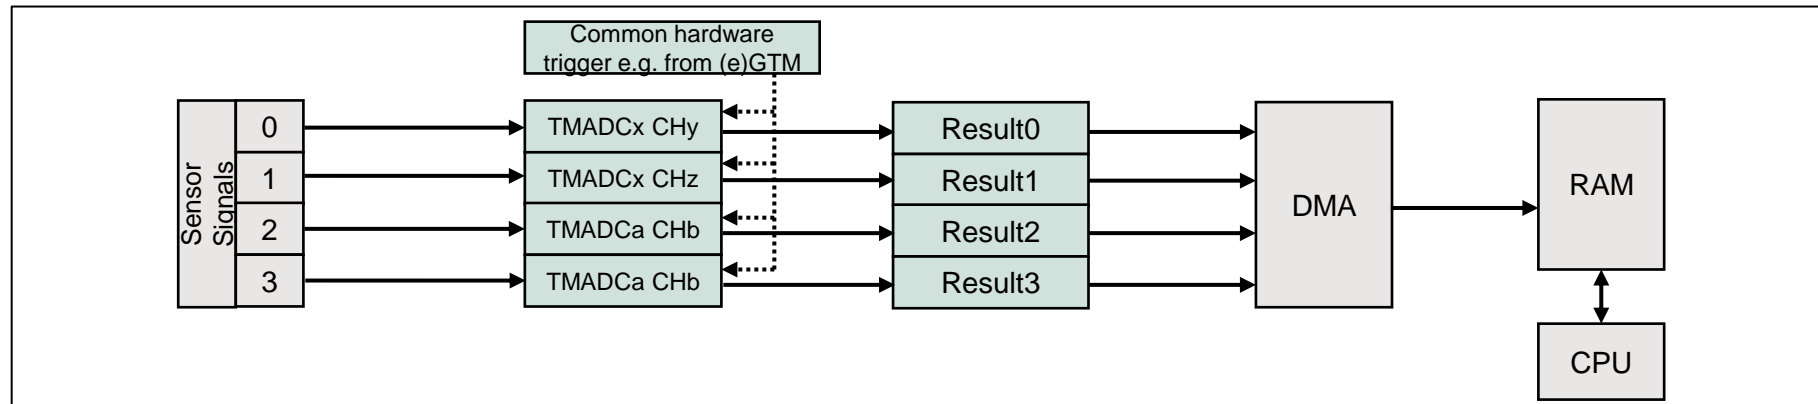 Common hardware
trigger e.g. from (e)GTM
Sensor
Signals
0
TMADCx CHy
Result0
1
TMADCx CHz
Result1
2
TMADCa CHb
Result2
3
TMADCa CHb
Result3
DMA
RAM
CPU